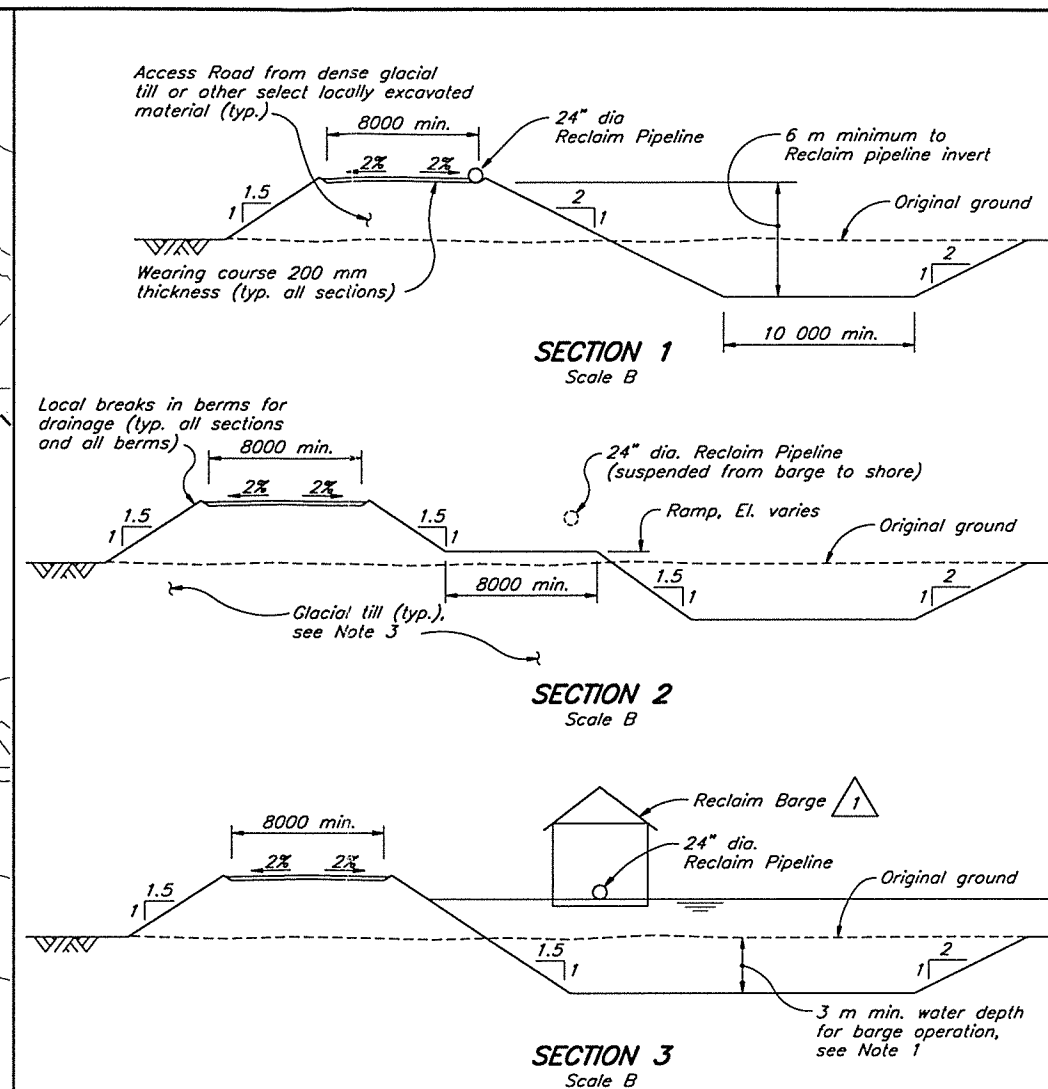 Access Road from dense glacial
till or other select locally excavated
material (typ.)
8000 min.
24" dia
Reclaim Pipeline
6 m minimum to
Reclaim pipeline invert
2%
2%
1.5
1
2
1
Original ground
2
1
Wearing course 200 mm
thickness (typ. all sections)
10 000 min.
SECTION 1
Scale B
Local breaks in berms for
drainage (typ. all sections
and all berms)
8000 min.
24" dia. Reclaim Pipeline
(suspended from barge to shore)
2%
2%
Ramp, El. varies
1.5
1
1.5
1
Original ground
8000 min.
1.5
1
2
1
Glacial till (typ.),
see Note 3
SECTION 2
Scale B
Reclaim Barge
1
8000 min.
24" dia.
Reclaim Pipeline
2%
2%
Original ground
1.5
1
1.5
1
2
1
3 m min. water depth
for barge operation,
see Note 1
SECTION 3
Scale B